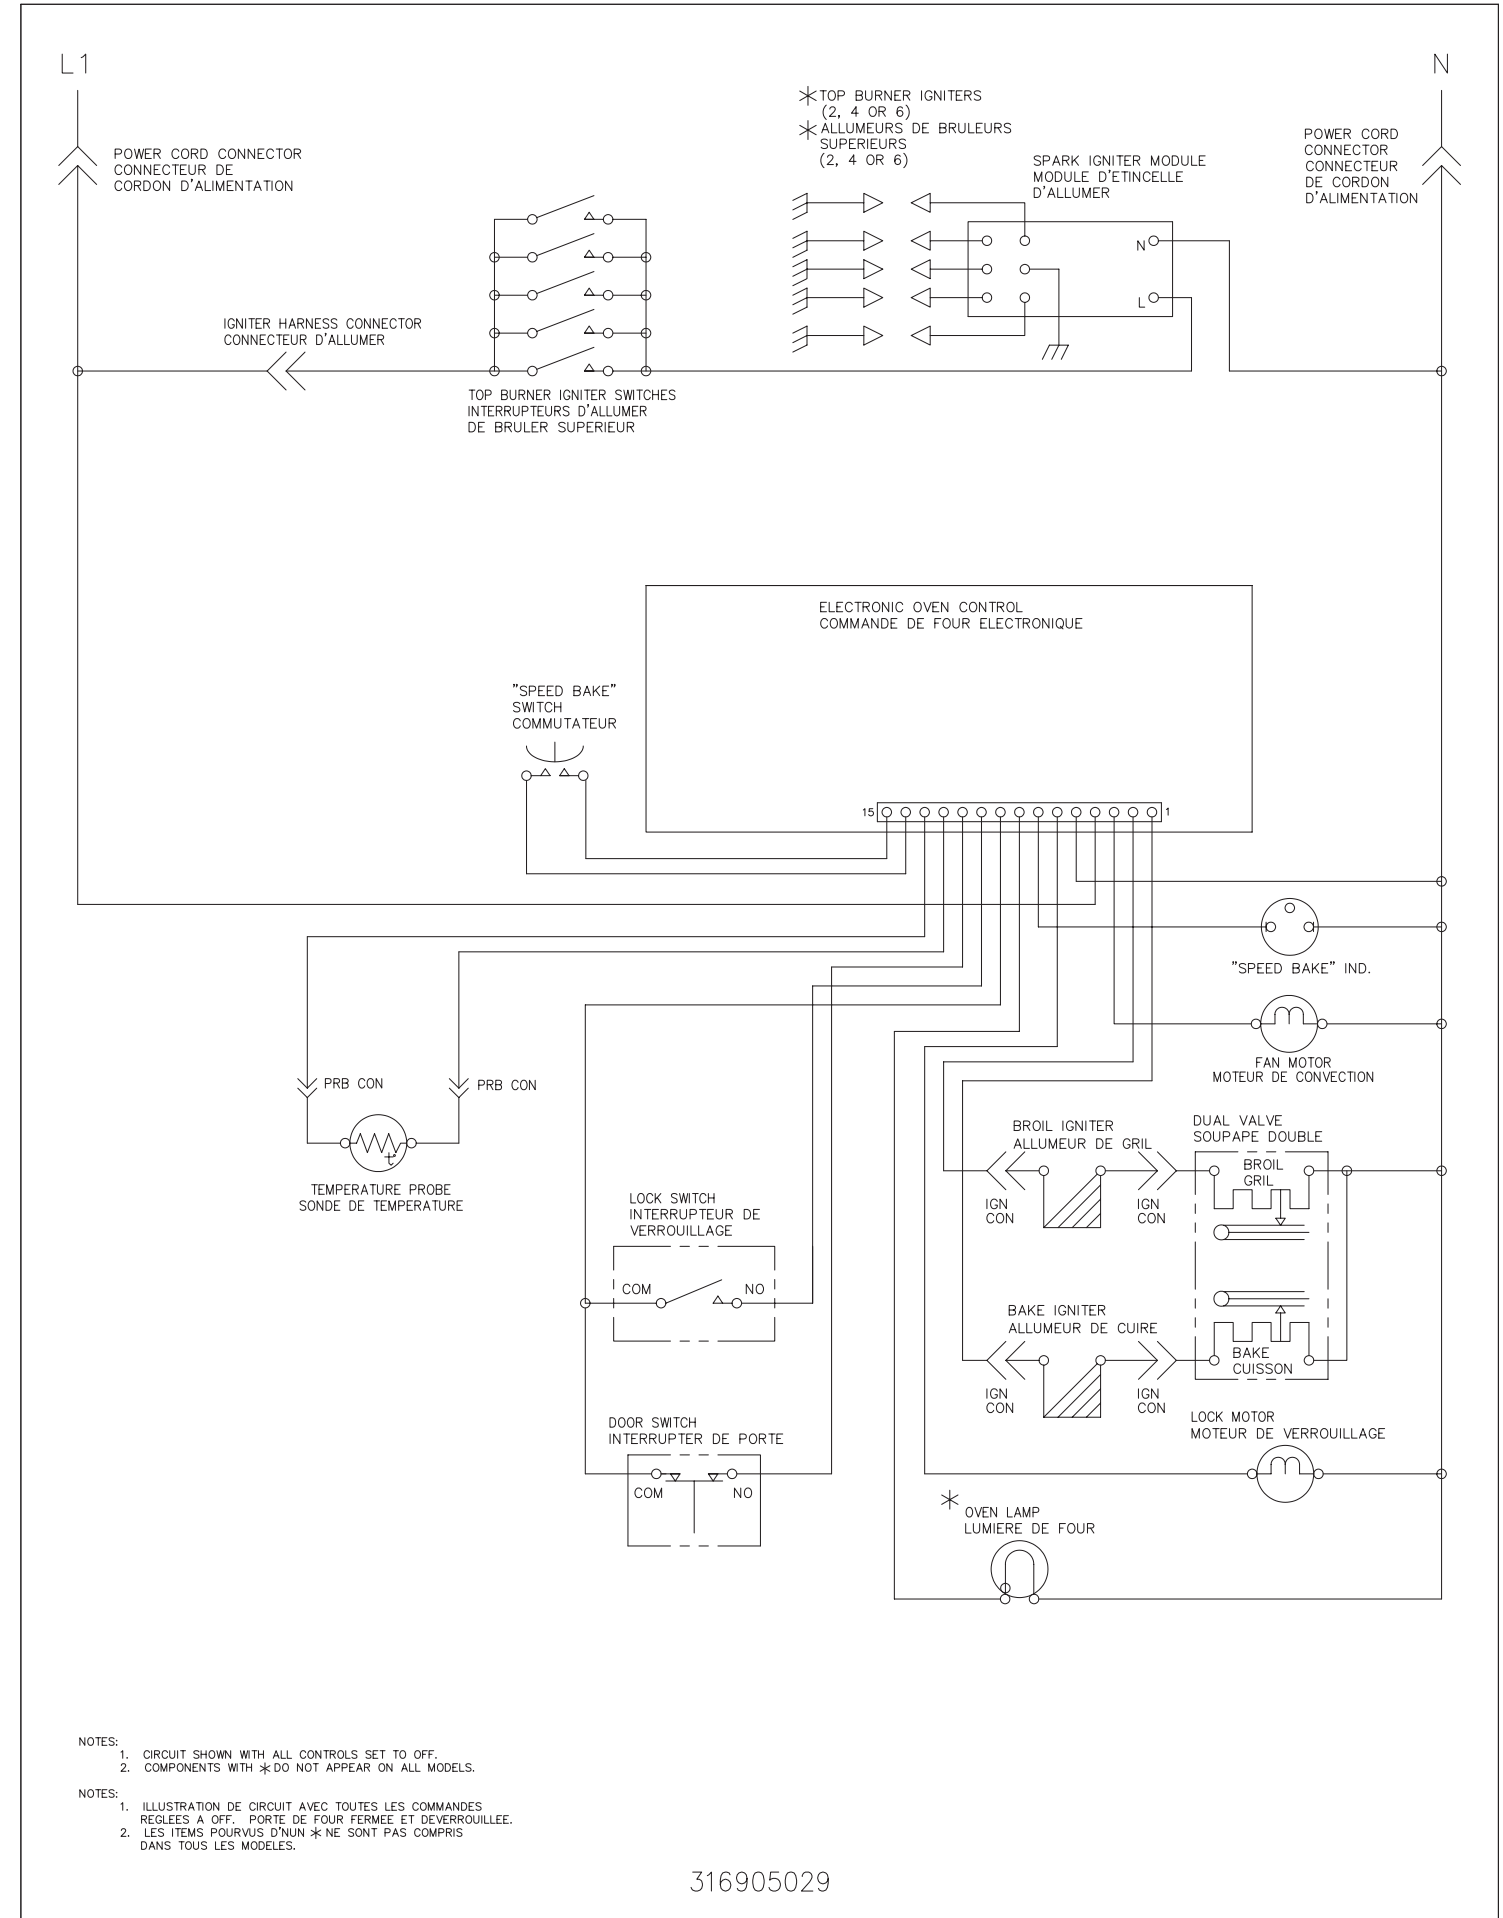 L1
N
✳TOP BURNER IGNITERS
(2, 4 OR 6)
✳ALLUMEURS DE BRULEURS
SUPERIEURS
(2, 4 OR 6)
POWER CORD
CONNECTOR
CONNECTEUR
DE CORDON
D'ALIMENTATION
POWER CORD CONNECTOR
CONNECTEUR DE
CORDON D'ALIMENTATION
SPARK IGNITER MODULE
MODULE D'ETINCELLE
D'ALLUMER
N
L
IGNITER HARNESS CONNECTOR
CONNECTEUR D'ALLUMER
TOP BURNER IGNITER SWITCHES
INTERRUPTEURS D'ALLUMER
DE BRULER SUPERIEUR
ELECTRONIC OVEN CONTROL
COMMANDE DE FOUR ELECTRONIQUE
"SPEED BAKE"
SWITCH
COMMUTATEUR
15
1
"SPEED BAKE" IND.
FAN MOTOR
MOTEUR DE CONVECTION
PRB CON
PRB CON
t°
TEMPERATURE PROBE
SONDE DE TEMPERATURE
BROIL IGNITER
ALLUMEUR DE GRIL
DUAL VALVE
SOUPAPE DOUBLE
BROIL
GRIL
IGN
CON
IGN
CON
LOCK SWITCH
INTERRUPTEUR DE
VERROUILLAGE
COM
NO
BAKE IGNITER
ALLUMEUR DE CUIRE
BAKE
CUISSON
IGN
CON
IGN
CON
DOOR SWITCH
INTERRUPTER DE PORTE
COM
NO
LOCK MOTOR
MOTEUR DE VERROUILLAGE
✳
OVEN LAMP
LUMIERE DE FOUR
NOTES:
1. CIRCUIT SHOWN WITH ALL CONTROLS SET TO OFF.
2. COMPONENTS WITH ✳ DO NOT APPEAR ON ALL MODELS.
NOTES:
1. ILLUSTRATION DE CIRCUIT AVEC TOUTES LES COMMANDES
REGLEES A OFF. PORTE DE FOUR FERMEE ET DEVERROUILLEE.
2. LES ITEMS POURVUS D'NUN ✳ NE SONT PAS COMPRIS
DANS TOUS LES MODELES.
316905029